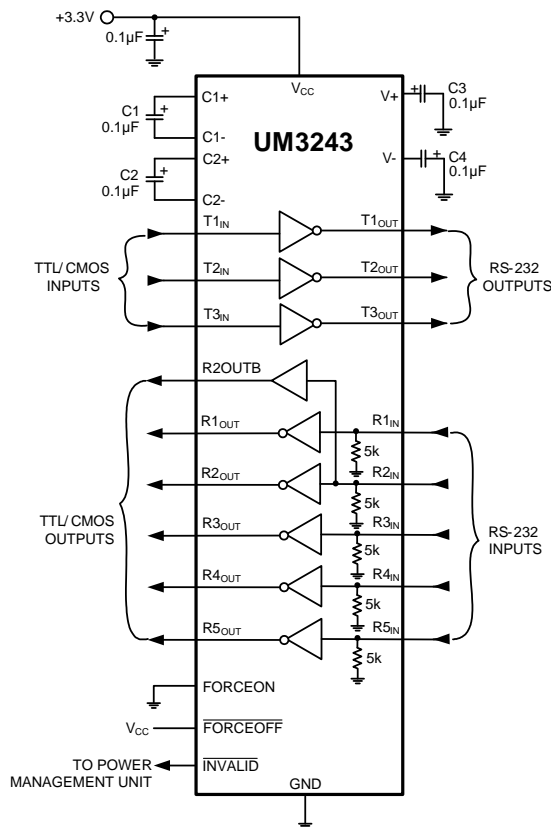 +3.3V
0.1µF
+
VCC
C1+
+
C1
0.1µF
C1-
C2+
+
C2
0.1µF
C2-
UM3243
V+
+
C3
0.1µF
V-
+
C4
0.1µF
TTL/CMOS
INPUTS
T1IN
T1OUT
T2IN
T2OUT
T3IN
T3OUT
RS-232
OUTPUTS
R2OUTB
R1OUT
R1IN
5k
R2OUT
R2IN
5k
R3OUT
R3IN
5k
R4OUT
R4IN
5k
R5OUT
R5IN
5k
TTL/CMOS
OUTPUTS
RS-232
INPUTS
FORCEON
VCC
FORCEOFF
TO POWER
MANAGEMENT UNIT
INVALID
GND